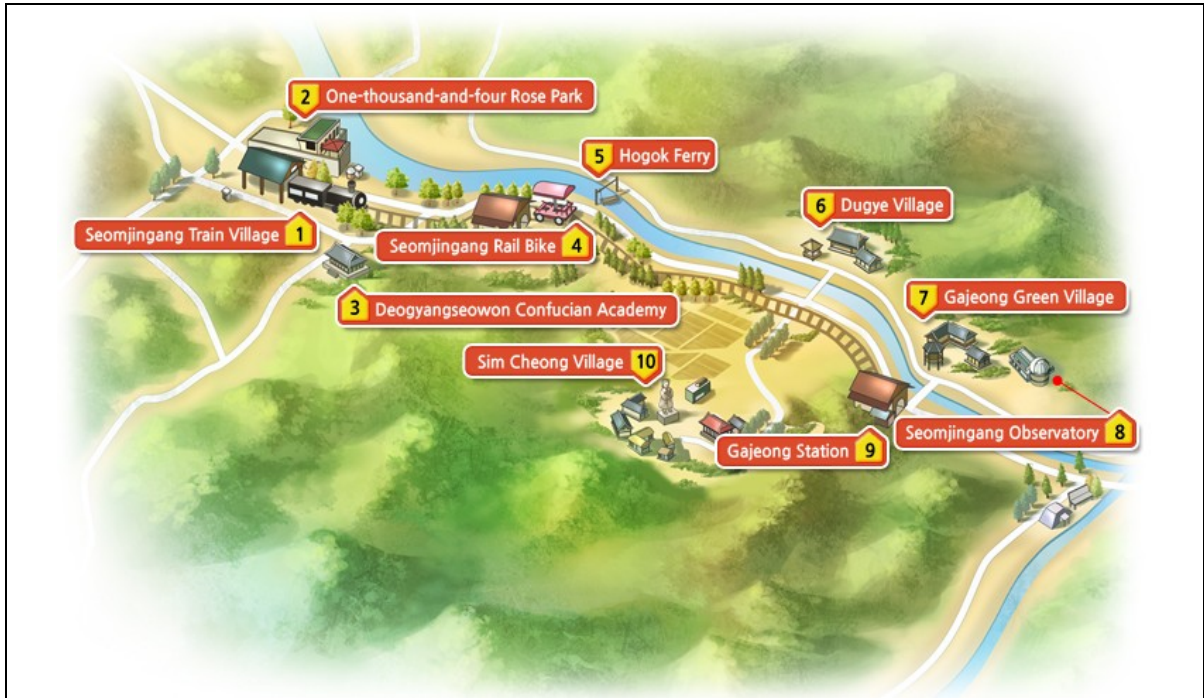 2 One-thousand-and-four Rose Park
5 Hogok Ferry
6 Dugye Village
Seomjingang Train Village 1
Seomjingang Rail Bike 4
7 Gajeong Green Village
3 Deogyangseowon Confucian Academy
Sim Cheong Village 10
Seomjingang Observatory 8
Gajeong Station 9